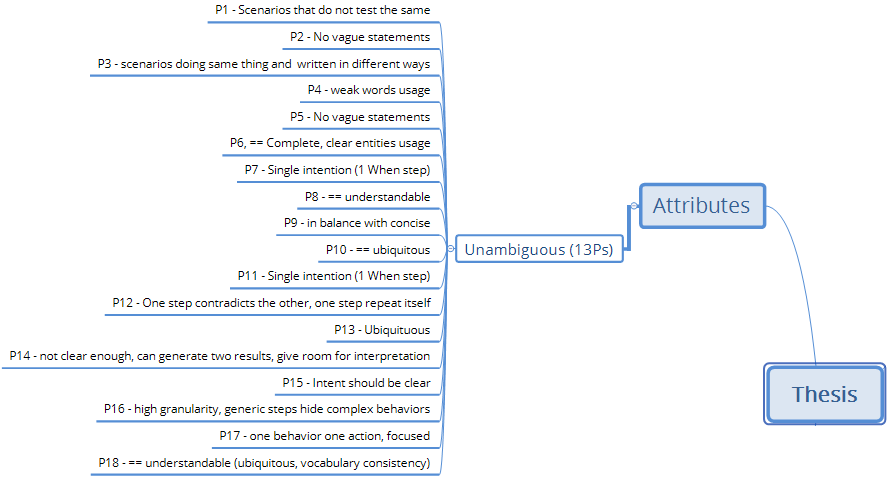 P1 - Scenarios that do not test the same
P2 - No vague statements
P3 - scenarios doing same thing and  written in different ways
P4 - weak words usage
P5 - No vague statements
P6, == Complete, clear entities usage
P7 - Single intention (1 When step)
P8 - == understandable
P9 - in balance with concise
P10 - == ubiquitous
P11 - Single intention (1 When step)
P12 - One step contradicts the other, one step repeat itself
P13 - Ubiquituous
P14 - not clear enough, can generate two results, give room for interpretation
P15 - Intent should be clear
P16 - high granularity, generic steps hide complex behaviors
P17 - one behavior one action, focused
P18 - == understandable (ubiquitous, vocabulary consistency)
Unambiguous (13Ps)
Attributes
Thesis